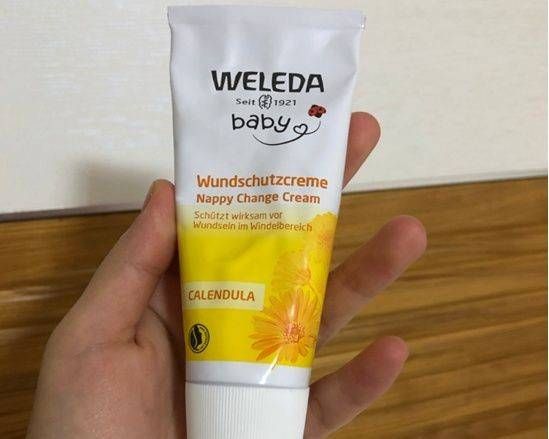 WELEDA
Seit 1921
baby
Wundschutzcreme
Nappy Change Cream
Schützt wirksam vor
Wundsein im Windelbereich
CALENDULA